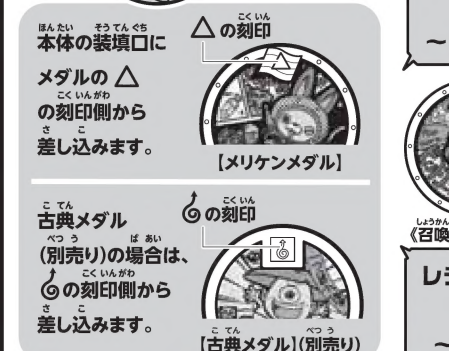 本体の装填口に
メダルの △
の刻印側から
差し込みます。
△の刻印
【メリケンメダル】
古典メダル
(別売り)の場合は、
の刻印側から
差し込みます。
の刻印
【古典メダル】(別売り)
～
《召喚
～